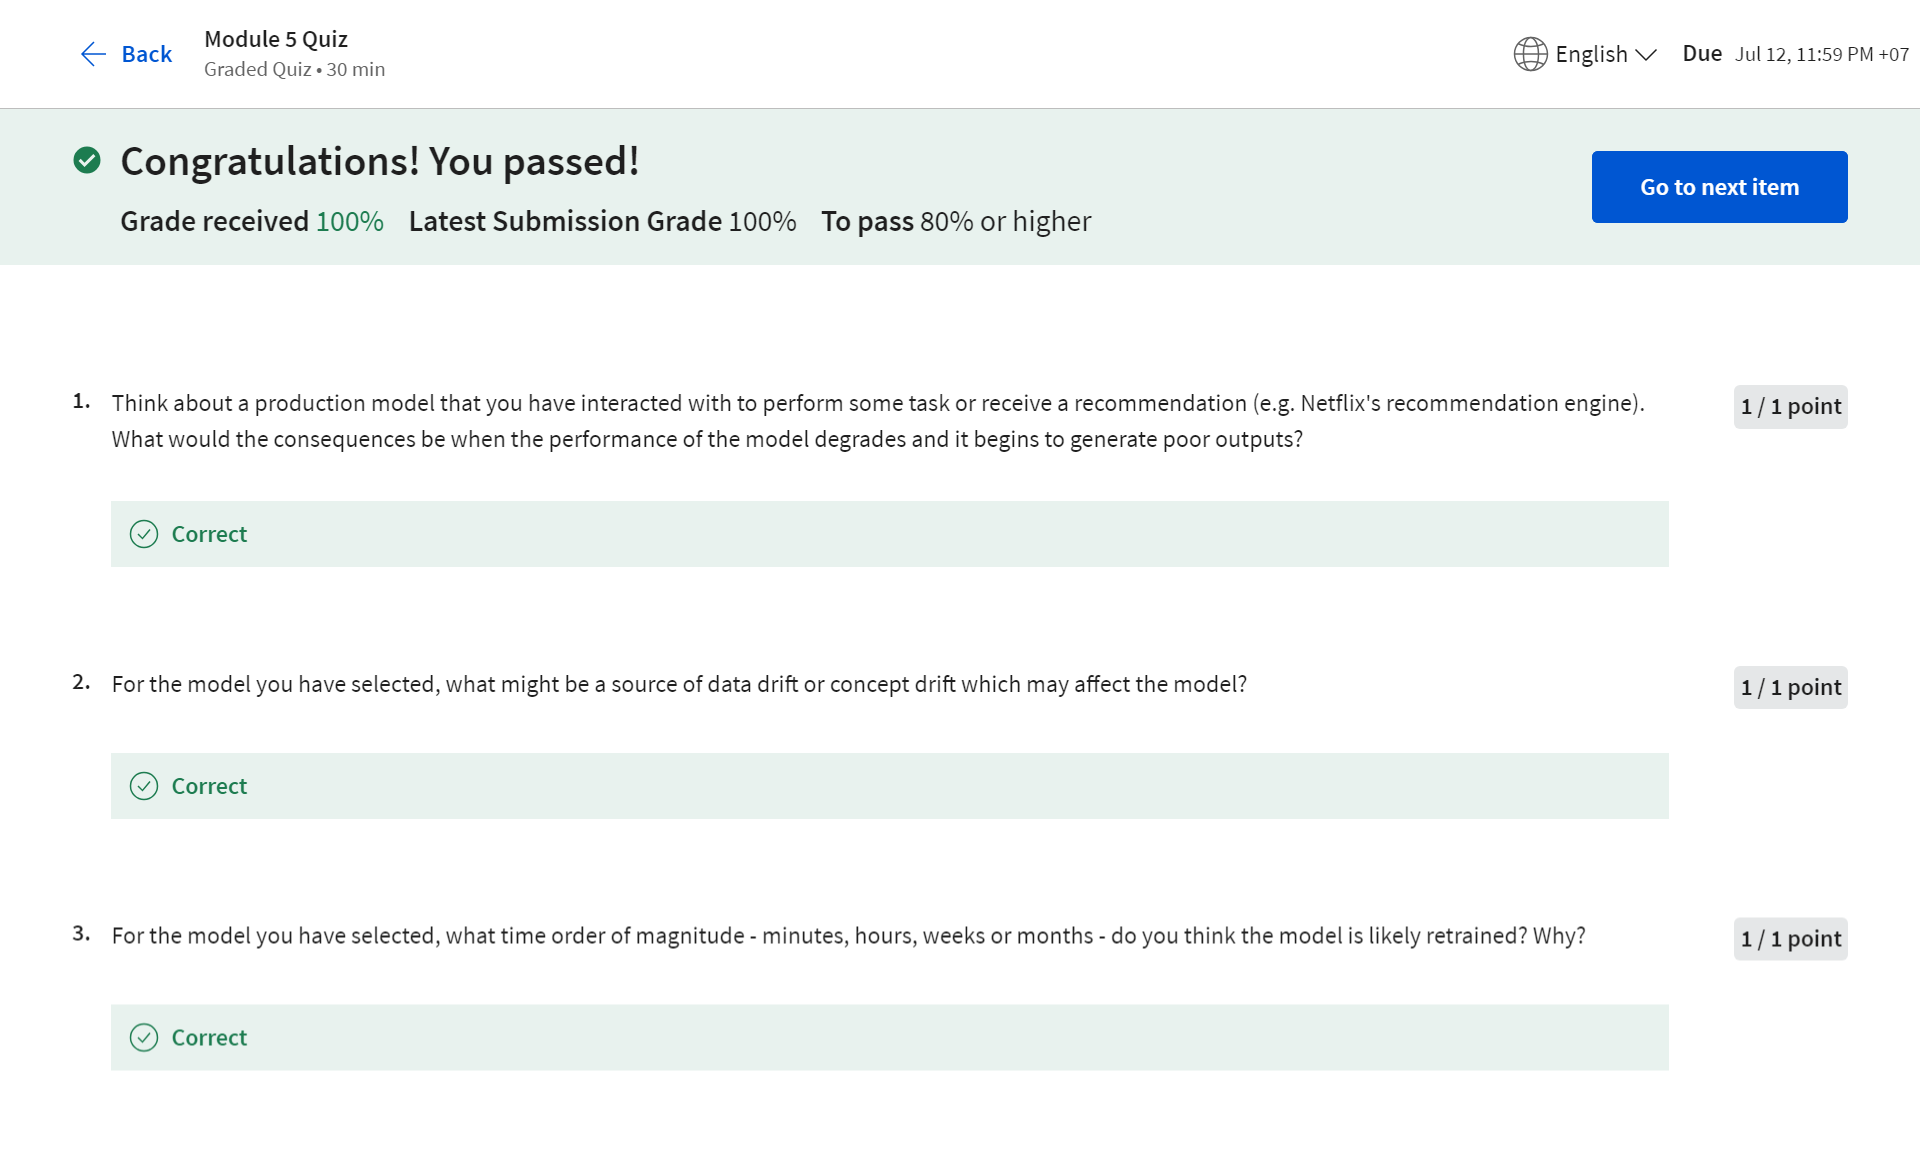 Back
Module 5 Quiz
Graded Quiz • 30 min
English
Due Jul 12, 11:59 PM +07
Congratulations! You passed!
Grade received 100% Latest Submission Grade 100% To pass 80% or higher
Go to next item
1. Think about a production model that you have interacted with to perform some task or receive a recommendation (e.g. Netflix's recommendation engine).
What would the consequences be when the performance of the model degrades and it begins to generate poor outputs?
1 / 1 point
Correct
2. For the model you have selected, what might be a source of data drift or concept drift which may affect the model?
1 / 1 point
Correct
3. For the model you have selected, what time order of magnitude - minutes, hours, weeks or months - do you think the model is likely retrained? Why?
1 / 1 point
Correct